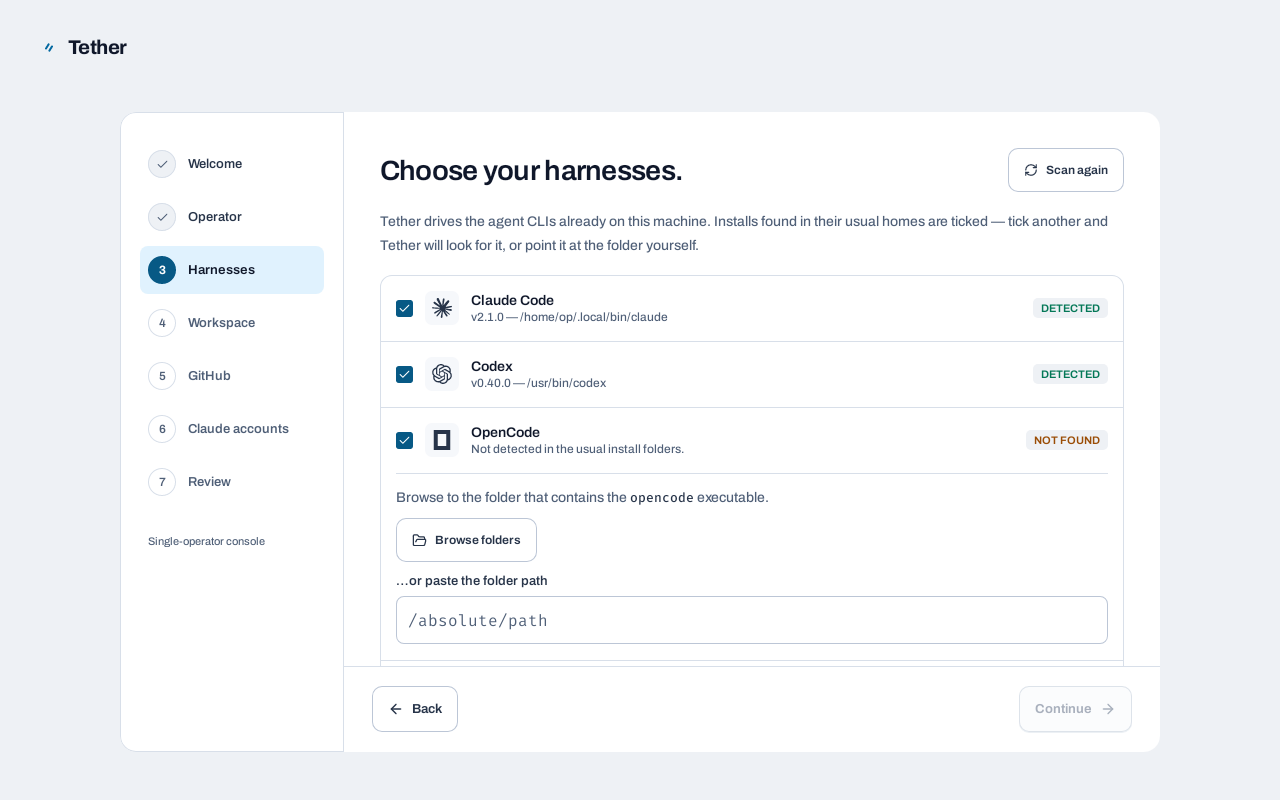 Tether
Welcome
Operator
3 Harnesses
4 Workspace
5 GitHub
6 Claude accounts
7 Review
Single-operator console
Choose your harnesses.
Scan again
Tether drives the agent CLIs already on this machine. Installs found in their usual homes are ticked — tick another and
Tether will look for it, or point it at the folder yourself.
Claude Code
v2.1.0 — /home/op/.local/bin/claude
DETECTED
Codex
v0.40.0 — /usr/bin/codex
DETECTED
OpenCode
Not detected in the usual install folders.
NOT FOUND
Browse to the folder that contains the opencode executable.
Browse folders
…or paste the folder path
/absolute/path
Back
Continue